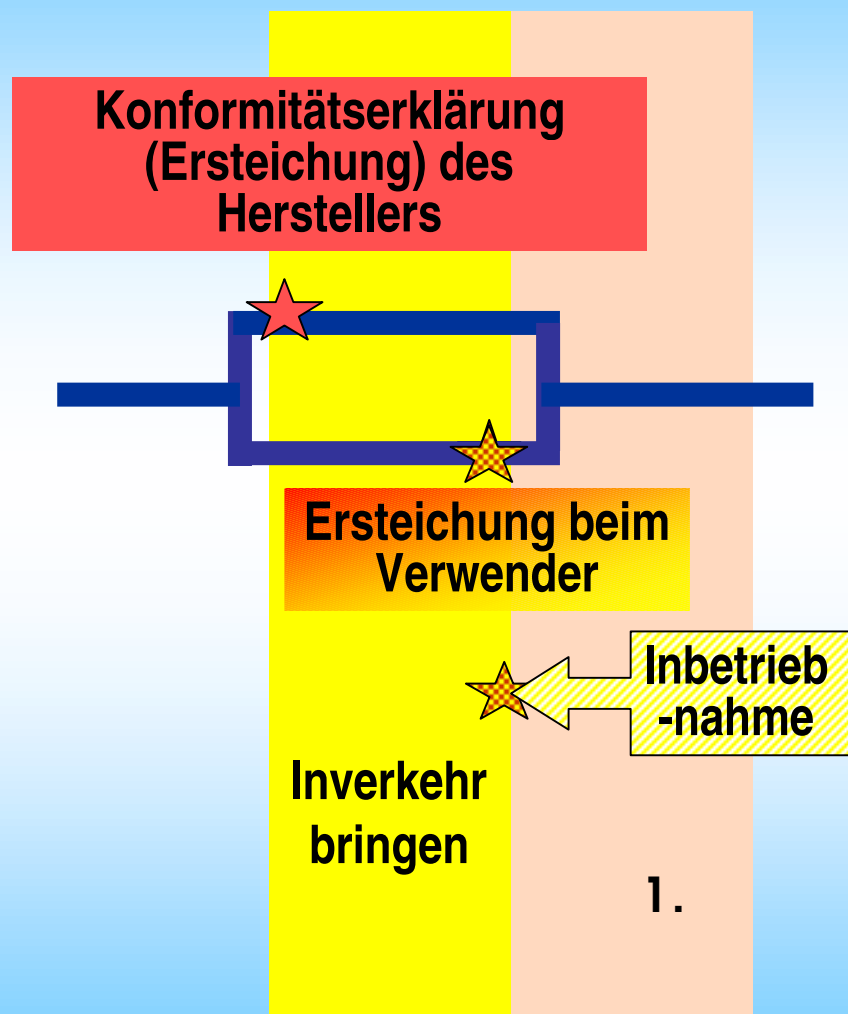 Konformitätserklärung
(Ersteichung) des
Herstellers
Ersteichung beim
Verwender
Inbetrieb
-nahme
Inverkehr
bringen
1.